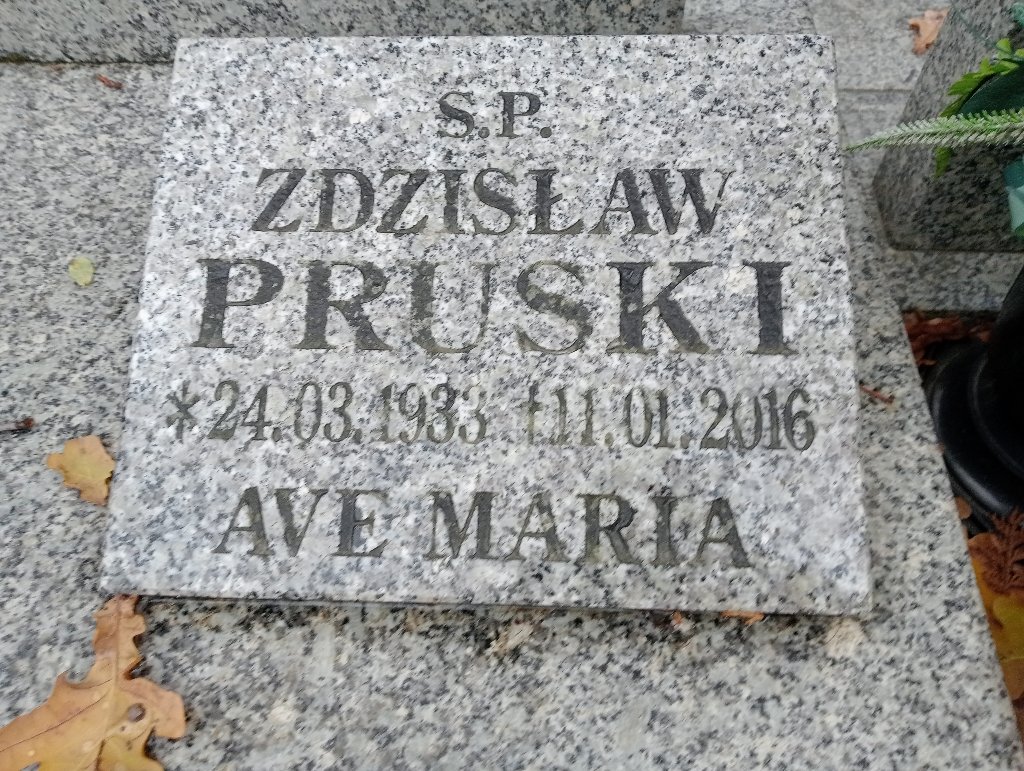 S.P.
ZDZISŁAW
PRUSKI
*24.03.1933 †11.01.2016
AVE MARIA